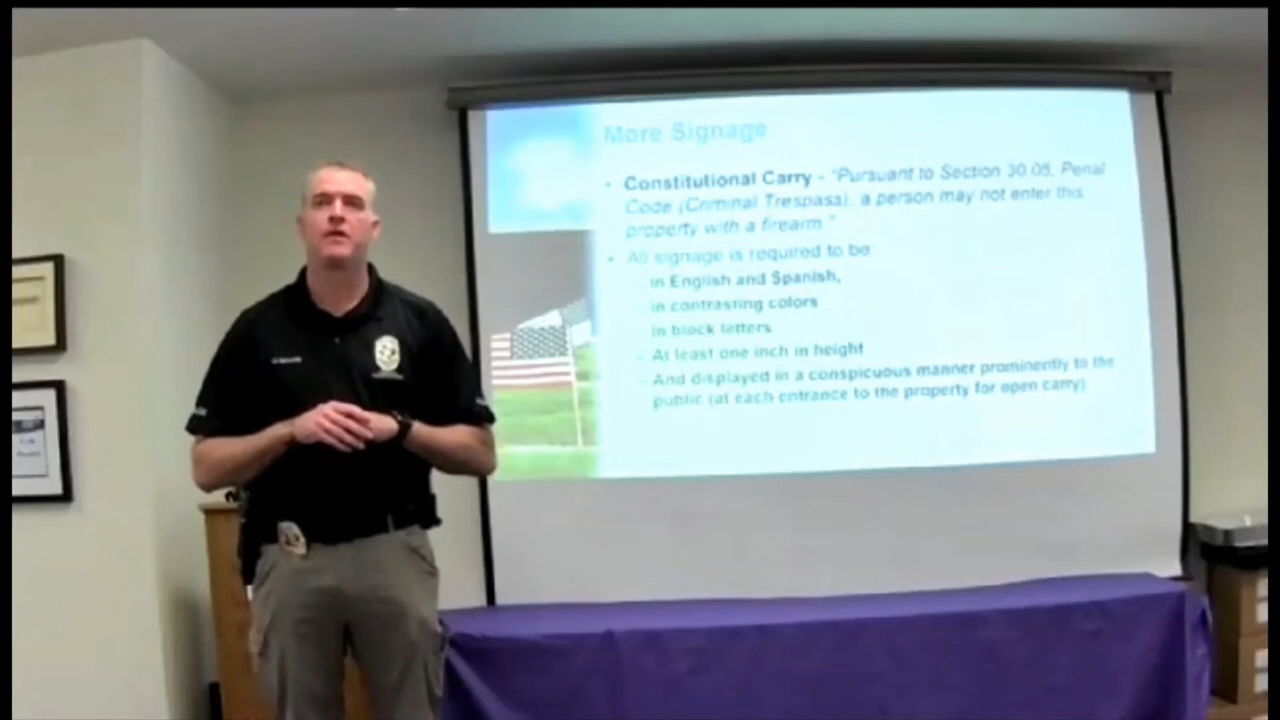 More Signage
• Constitutional Carry - "Pursuant to Section 30.05, Penal
Code (Criminal Trespass), a person may not enter this
property with a firearm."
• All signage is required to be:
in English and Spanish,
in contrasting colors
in block letters
- At least one inch in height
- And displayed in a conspicuous manner prominently to the
public (at each entrance to the property for open carry)